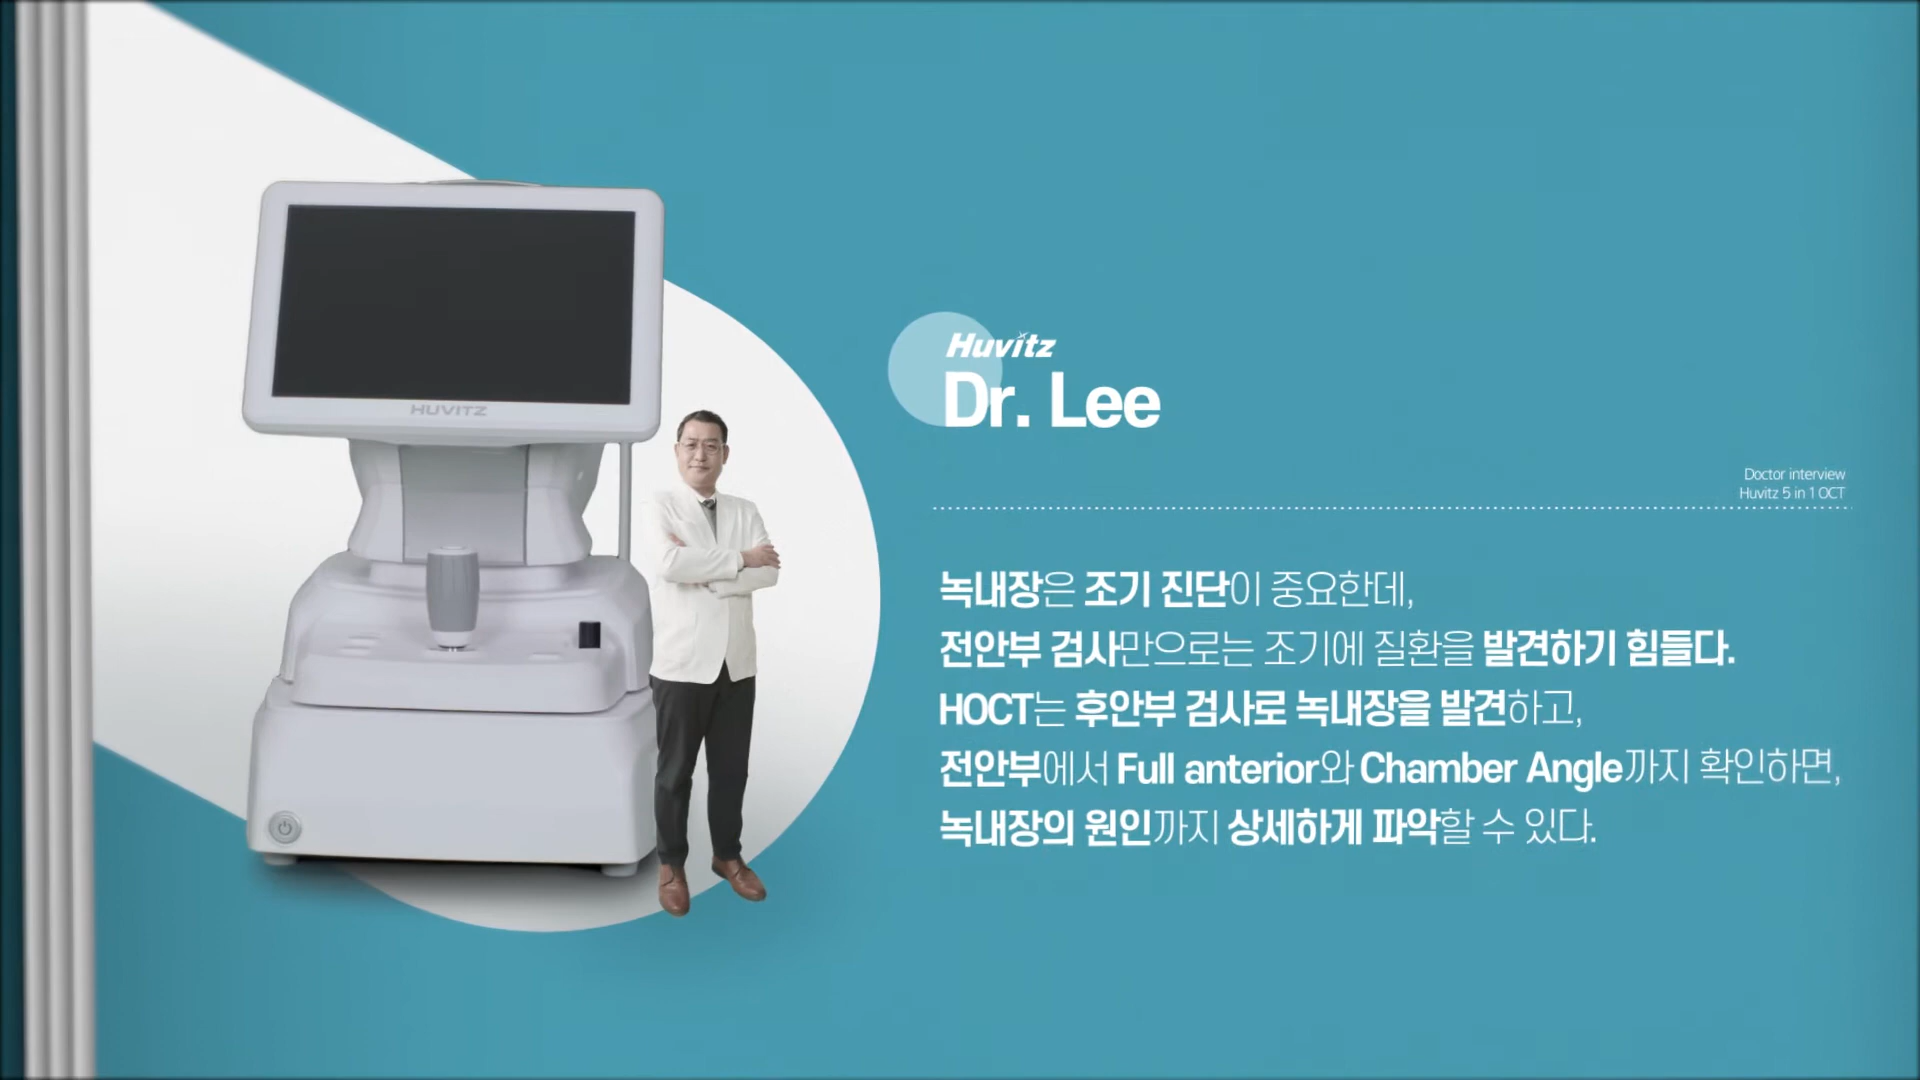 HUVITZ
Huvitz
Dr. Lee
Doctor interview
Huvitz 5 in 1 OCT
녹내장은 조기 진단이 중요한데,
전안부 검사만으로는 조기에 질환을 발견하기 힘들다.
HOCT는 후안부 검사로 녹내장을 발견하고,
전안부에서 Full anterior와 Chamber Angle까지 확인하면,
녹내장의 원인까지 상세하게 파악할 수 있다.